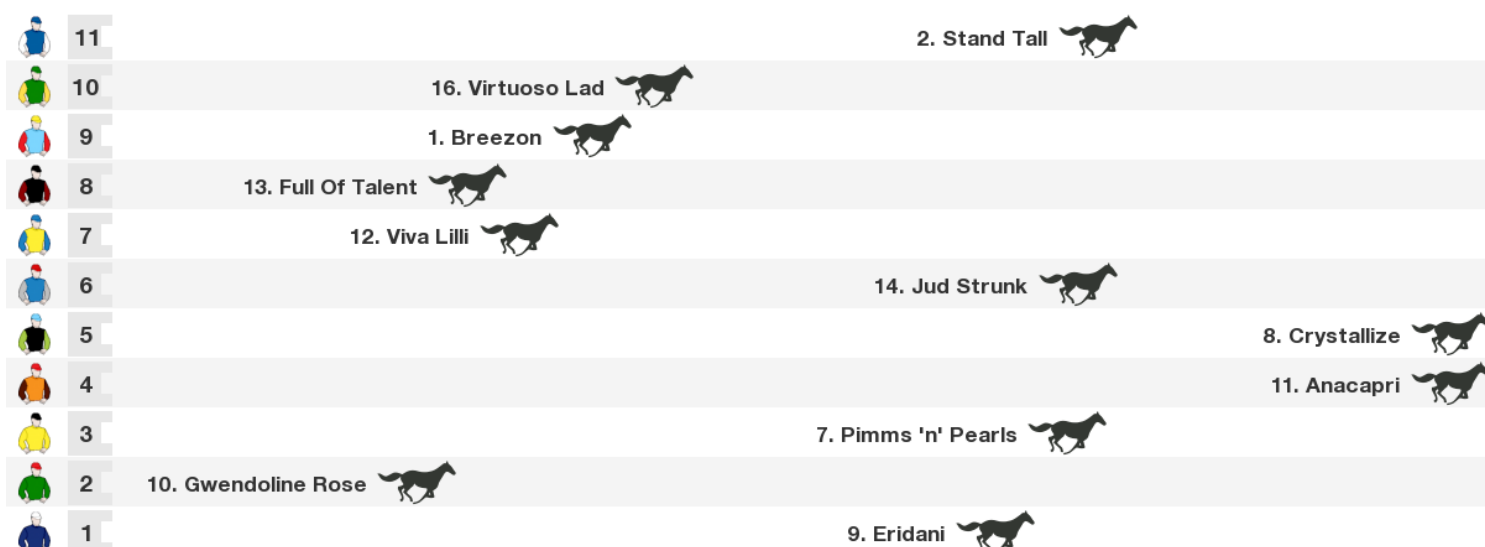 11 2. Stand Tall
10 16. Virtuoso Lad
9 1. Breezon
8 13. Full Of Talent
7 12. Viva Lilli
6 14. Jud Strunk
5 8. Crystallize
4 11. Anacapri
3 7. Pimms 'n' Pearls
2 10. Gwendoline Rose
1 9. Eridani